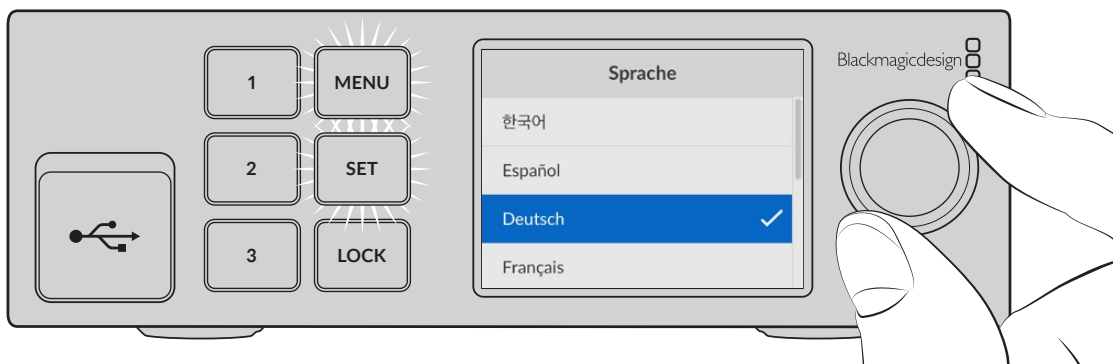 1
MENU
2
SET
3
LOCK
Sprache
한국어
Español
Deutsch
Français
Blackmagicdesign